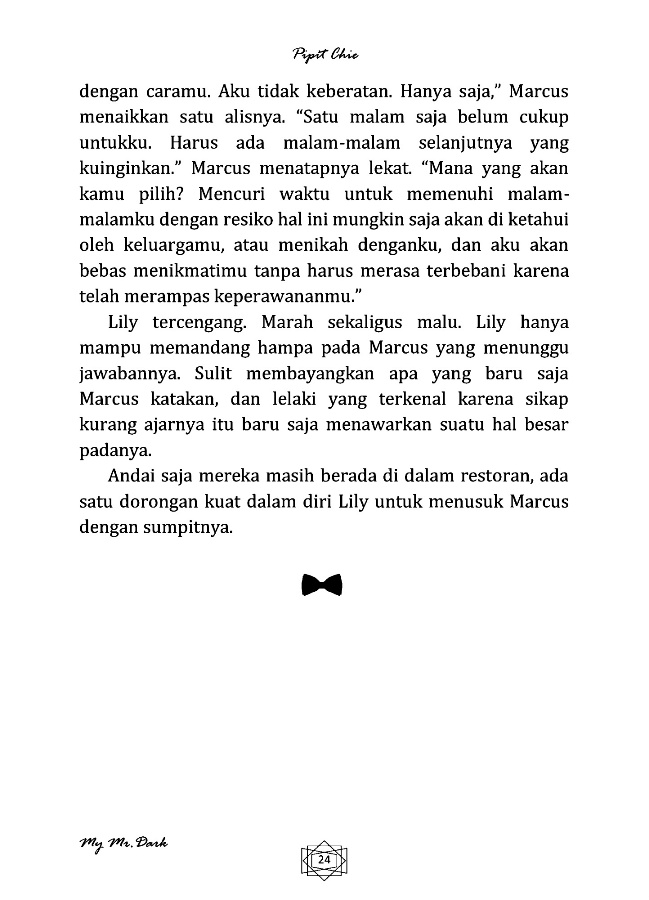 Pipit Chie
dengan caramu. Aku tidak keberatan. Hanya saja,” Marcus
menaikkan satu alisnya. “Satu malam saja belum cukup
untukku. Harus ada malam-malam selanjutnya yang
kuinginkan.” Marcus menatapnya lekat. “Mana yang akan
kamu pilih? Mencuri waktu untuk memenuhi malam-
malamku dengan resiko hal ini mungkin saja akan di ketahui
oleh keluargamu, atau menikah denganku, dan aku akan
bebas menikmatimu tanpa harus merasa terbebani karena
telah merampas keperawananmu.”
Lily tercengang. Marah sekaligus malu. Lily hanya
mampu memandang hampa pada Marcus yang menunggu
jawabannya. Sulit membayangkan apa yang baru saja
Marcus katakan, dan lelaki yang terkenal karena sikap
kurang ajarnya itu baru saja menawarkan suatu hal besar
padanya.
Andai saja mereka masih berada di dalam restoran, ada
satu dorongan kuat dalam diri Lily untuk menusuk Marcus
dengan sumpitnya.
My Mr. Dark
24